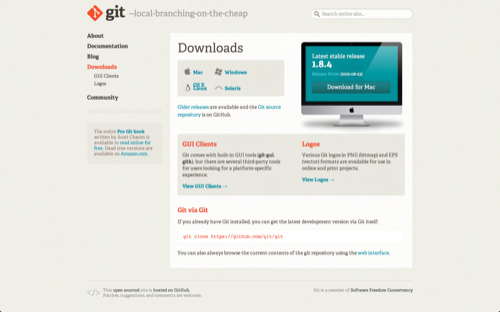 git --local-branching-on-the-cheap
Search entire site...
About
Documentation
Blog
Downloads
GUI Clients
Logos
Community
The entire Pro Git book
written by Scott Chacon is
available to read online for
free. Dead tree versions are
available on Amazon.com.
Downloads
Mac
Windows
Linux
Solaris
Older releases are available and the Git source
repository is on GitHub.
Latest stable release
1.8.4
Release Notes
Download for Mac
GUI Clients
Git comes with built-in GUI tools (git-gui,
gitk), but there are several third-party tools
for users looking for a platform-specific
experience.
View GUI Clients →
Logos
Various Git logos in PNG (bitmap) and EPS
(vector) formats are available for use in
online and print projects.
View Logos →
Git via Git
If you already have Git installed, you can get the latest development version via Git itself:
git clone https://github.com/git/git
You can also always browse the current contents of the git repository using the web interface.
</> This open sourced site is hosted on GitHub.
Patches, suggestions, and comments are welcome.
Git is a member of Software Freedom Conservancy